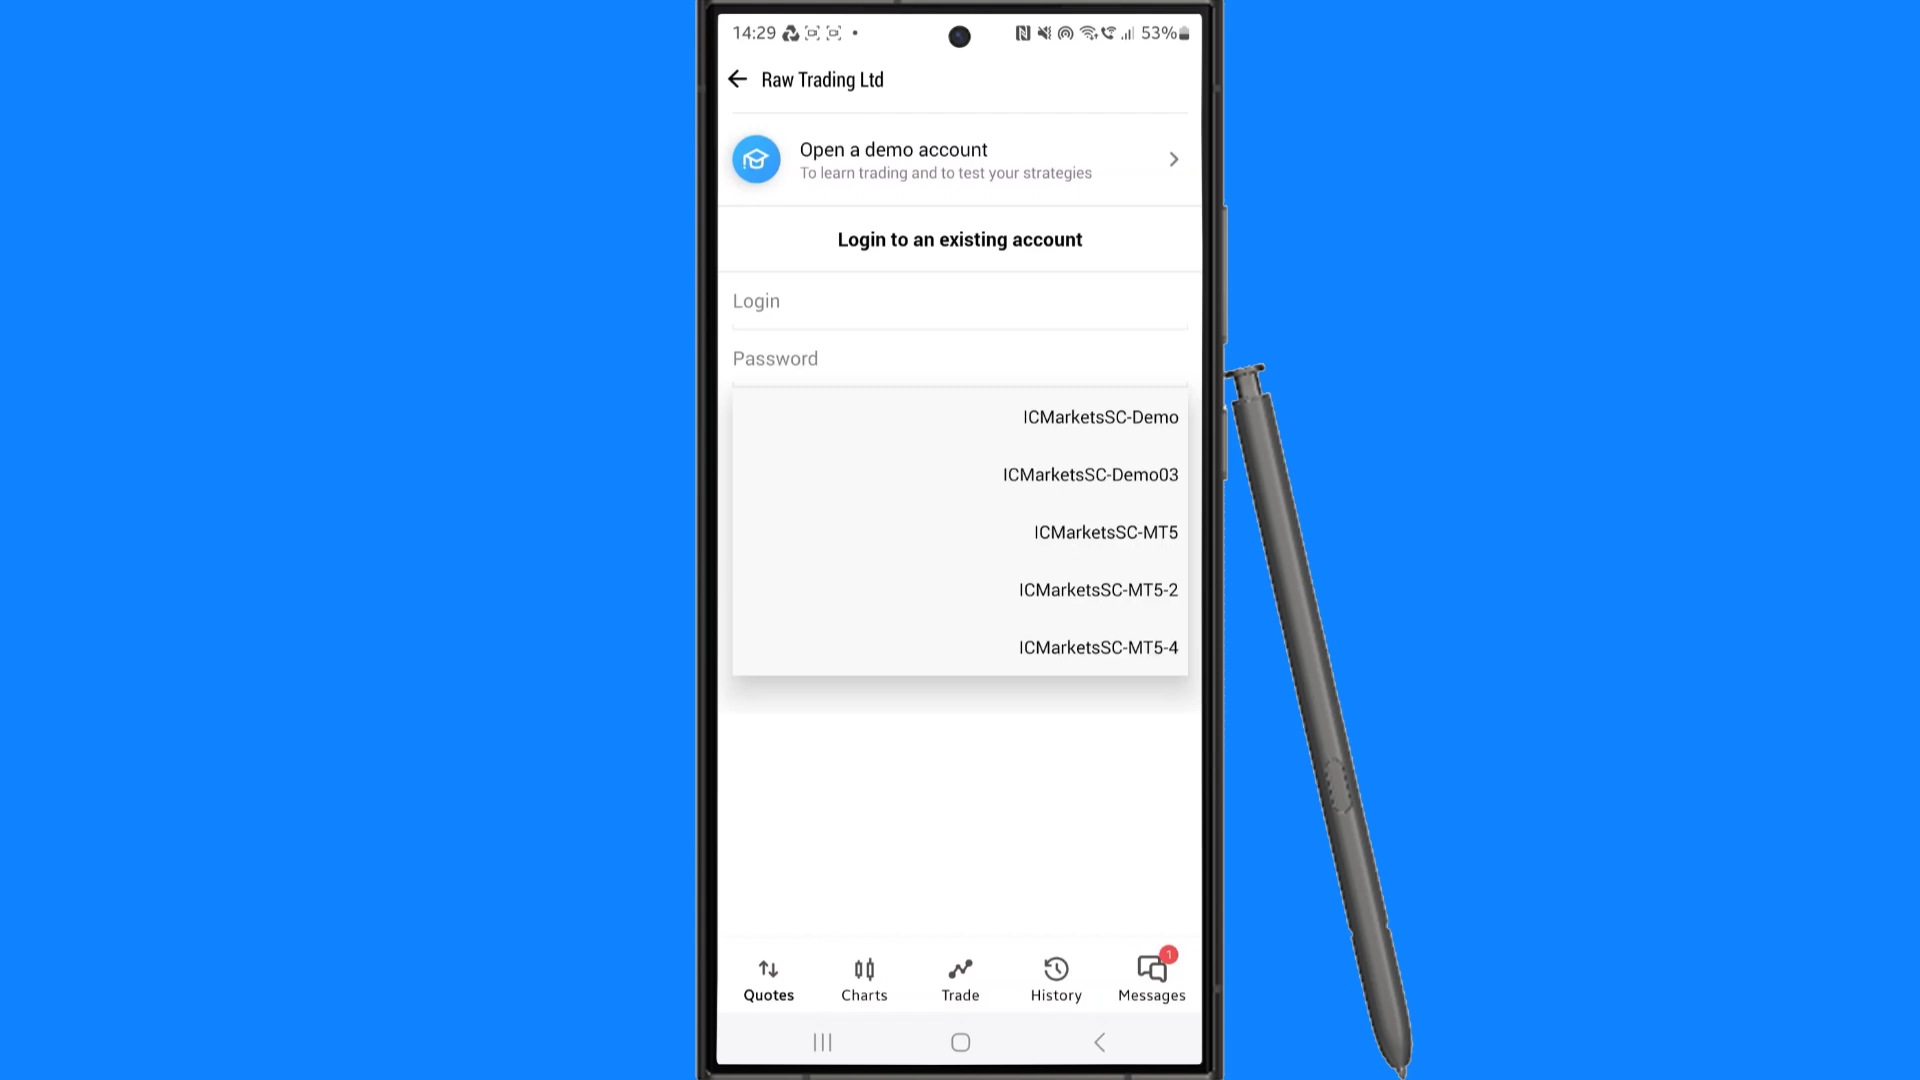 14:29
53%
Raw Trading Ltd
Open a demo account
To learn trading and to test your strategies
Login to an existing account
Login
Password
ICMarketsSC-Demo
ICMarketsSC-Demo03
ICMarketsSC-MT5
ICMarketsSC-MT5-2
ICMarketsSC-MT5-4
1
Quotes
Charts
Trade
History
Messages